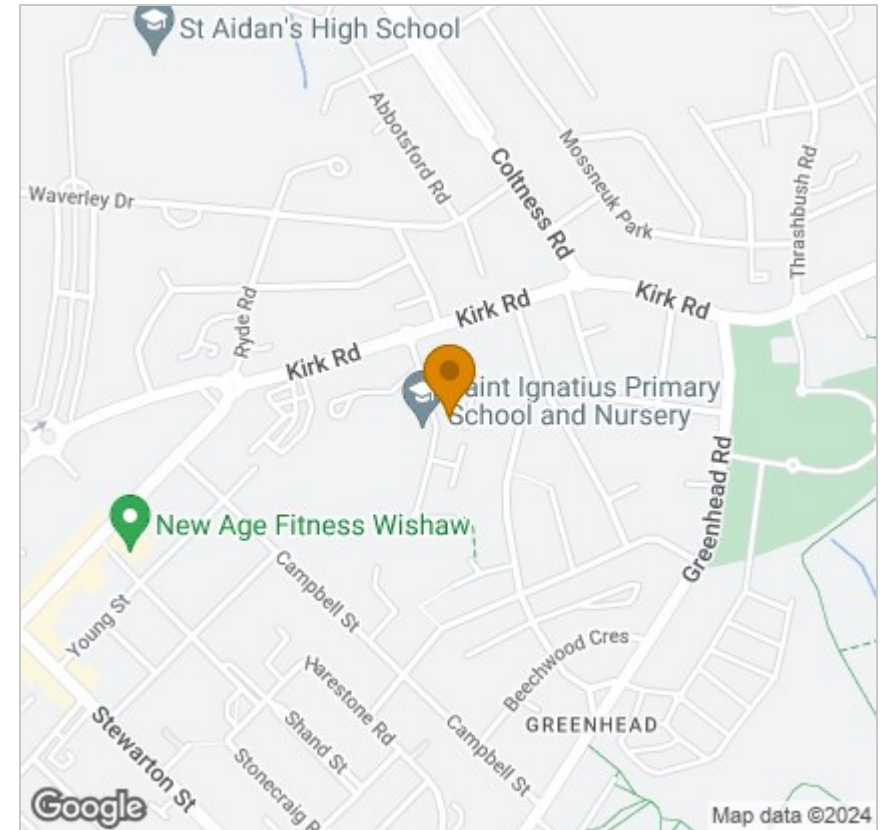 St Aidan's High School
Abbotsford Rd
Coltness Rd
Mossneuk Park
Thrashbush Rd
Waverley Dr
Ryde Rd
Kirk Rd
Kirk Rd
Kirk Rd
aint Ignatius Primary
School and Nursery
Greenhead Rd
New Age Fitness Wishaw
Campbell St
Young St
Harestone Rd
Beechwood Cres
GREENHEAD
Shand St
Campbell St
Stewarton St
Stonecraig R
Google
Map data ©2024